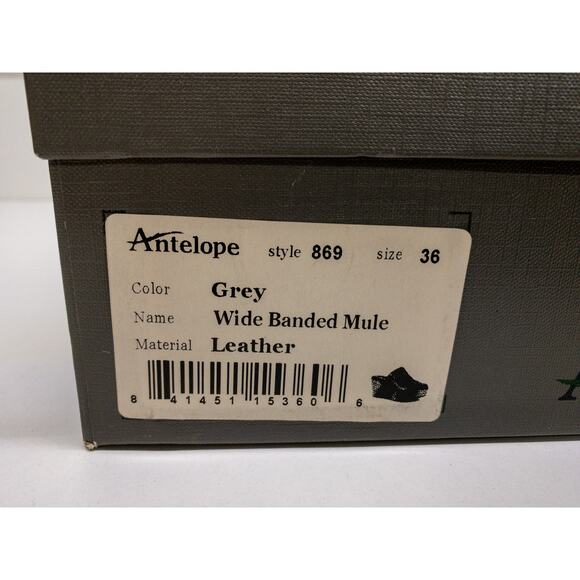 Antelope style 869 size 36
Color Grey
Name Wide Banded Mule
Material Leather
8 41451 15360 6